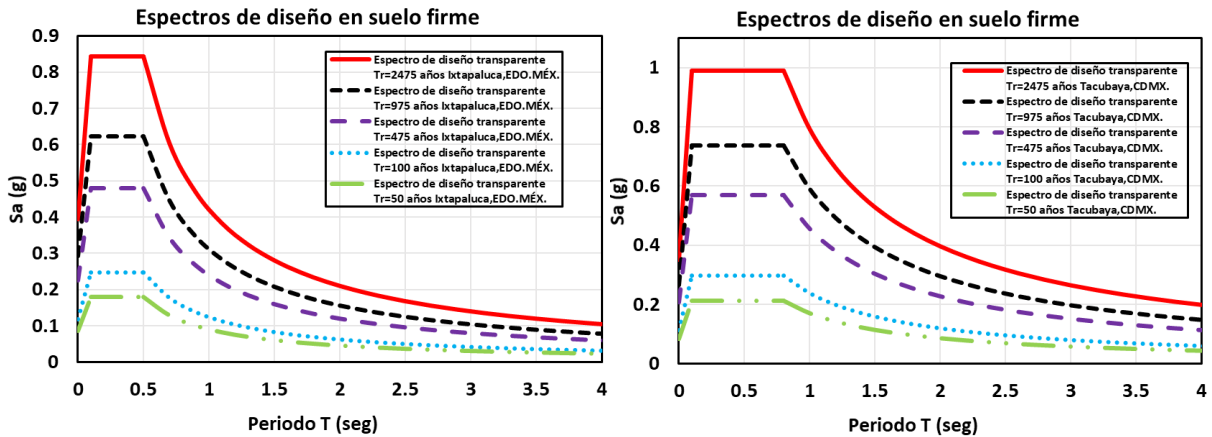 Espectros de diseño en suelo firme
0.9
0.8
0.7
0.6
0.5
0.4
0.3
0.2
0.1
0
Sa (g)
Espectro de diseño transparente
Tr=2475 años Ixtapaluca,EDO.MÉX.
Espectro de diseño transparente
Tr=975 años Ixtapaluca,EDO.MÉX.
Espectro de diseño transparente
Tr=475 años Ixtapaluca,EDO.MÉX.
Espectro de diseño transparente
Tr=100 años Ixtapaluca,EDO.MÉX.
Espectro de diseño transparente
Tr=50 años Ixtapaluca,EDO.MÉX.
0 0.5 1 1.5 2 2.5 3 3.5 4
Periodo T (seg)
Espectros de diseño en suelo firme
1
0.8
0.6
0.4
0.2
0
Sa (g)
Espectro de diseño transparente
Tr=2475 años Tacubaya,CDMX.
Espectro de diseño transparente
Tr=975 años Tacubaya,CDMX.
Espectro de diseño transparente
Tr=475 años Tacubaya,CDMX.
Espectro de diseño transparente
Tr=100 años Tacubaya,CDMX.
Espectro de diseño transparente
Tr=50 años Tacubaya,CDMX.
0 0.5 1 1.5 2 2.5 3 3.5 4
Periodo T (seg)